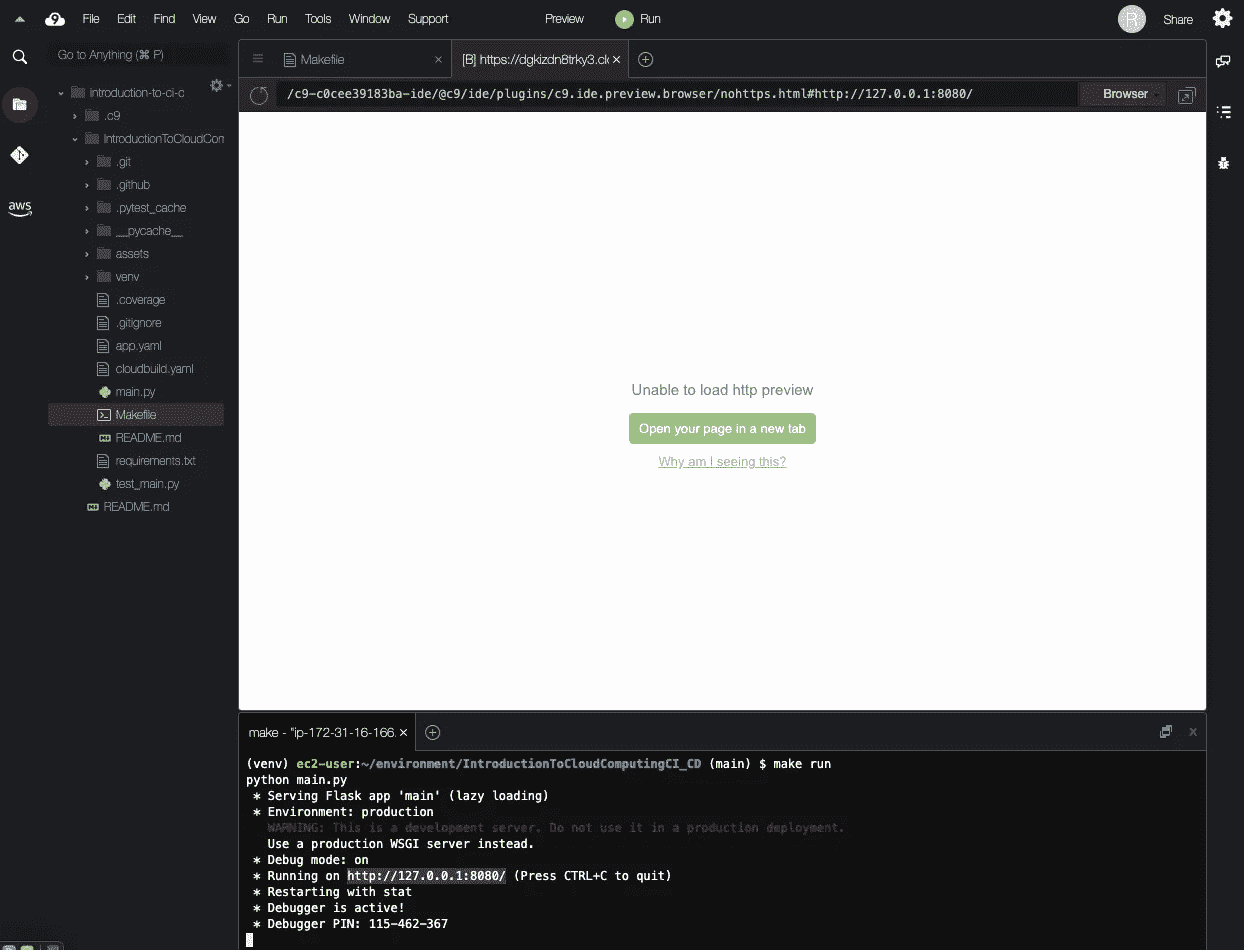 File Edit Find View Go Run Tools Window Support Preview Run R Share
Go to Anything (⌘ P)
Makefile
[B] https://dgkizdn8trky3.clo
/c9-c0cee39183ba-ide/@c9/ide/plugins/c9.ide.preview.browser/nohttps.html#http://127.0.0.1:8080/
Browser
aws
introduction-to-ci-c
.c9
IntroductionToCloudCom
.git
.github
.pytest_cache
__pycache__
assets
venv
.coverage
.gitignore
app.yaml
cloudbuild.yaml
main.py
Makefile
README.md
requirements.txt
test_main.py
README.md
Unable to load http preview
Open your page in a new tab
Why am I seeing this?
make - "ip-172-31-16-166.
(venv) ec2-user:~/environment/IntroductionToCloudComputingCI_CD (main) $ make run
python main.py
* Serving Flask app 'main' (lazy loading)
* Environment: production
WARNING: This is a development server. Do not use it in a production deployment.
Use a production WSGI server instead.
* Debug mode: on
* Running on http://127.0.0.1:8080/ (Press CTRL+C to quit)
* Restarting with stat
* Debugger is active!
* Debugger PIN: 115-462-367